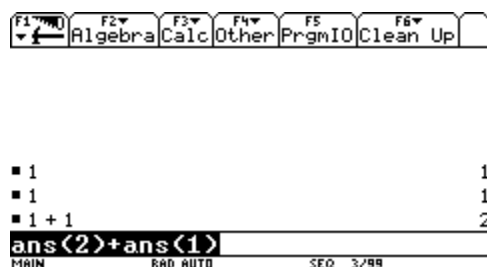 F1 F2 F3 F4 F5 F6
Algebra Calc Other PrgmIO Clean Up
1 1
1 1
1 + 1 2
ans(2)+ans(1)
MAIN RAD AUTO SEQ 3/99